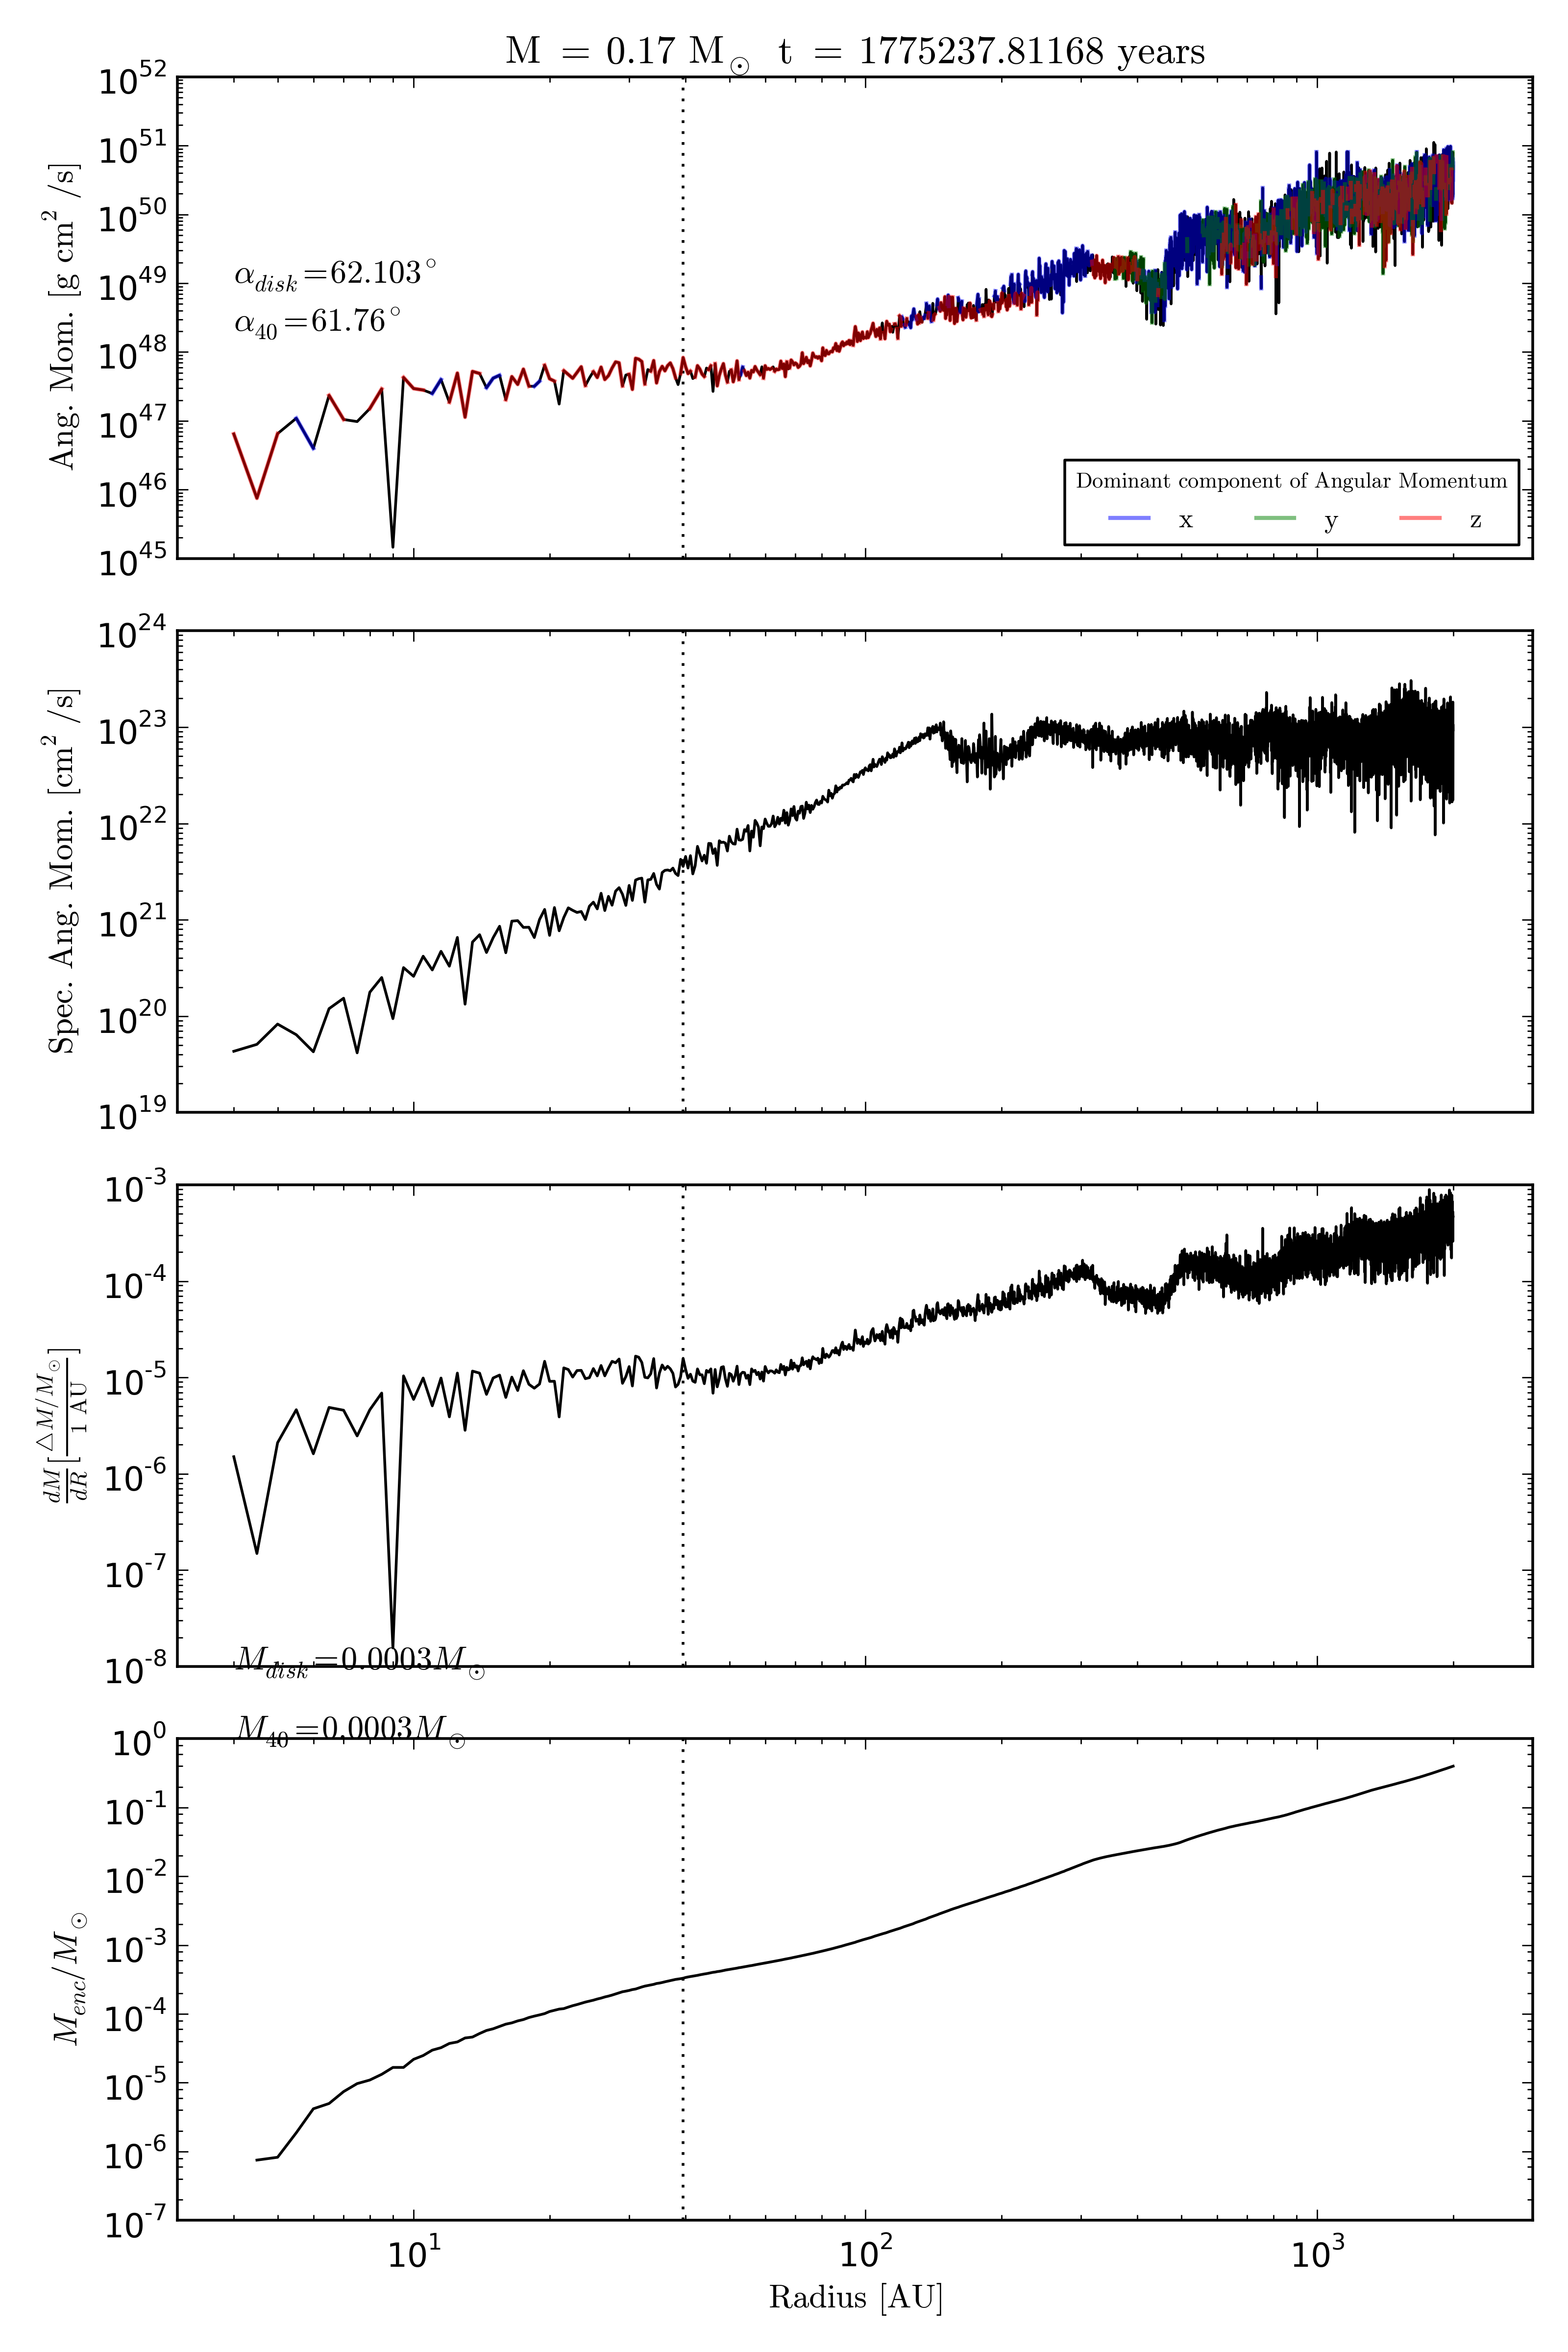 M = 0.17 M⊙ t = 1775237.81168 years
10^52
10^51
10^50
10^49
10^48
10^47
10^46
10^45
Ang. Mom. [g cm^2 /s]
α_disk = 62.103°
α_40 = 61.76°
Dominant component of Angular Momentum
x y z
10^24
10^23
10^22
10^21
10^20
10^19
Spec. Ang. Mom. [cm^2 /s]
10^-3
10^-4
10^-5
10^-6
10^-7
10^-8
dM/dR [△M/M⊙ / 1 AU]
M_disk = 0.0003M⊙
M_40 = 0.0003M⊙
10^0
10^-1
10^-2
10^-3
10^-4
10^-5
10^-6
10^-7
M_enc/M⊙
10^1 10^2 10^3
Radius [AU]